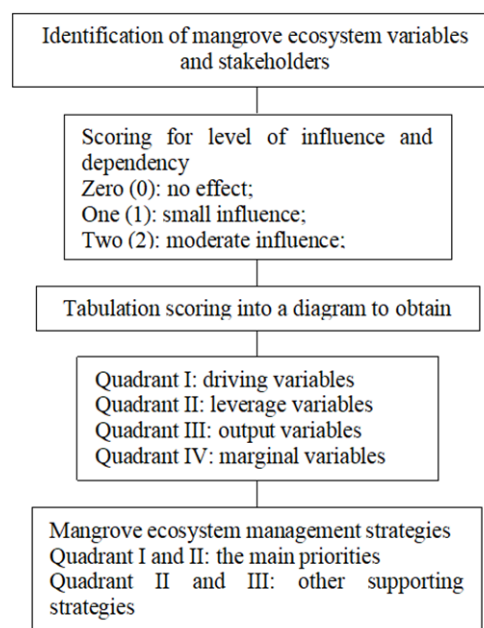 Identification of mangrove ecosystem variables
and stakeholders
Scoring for level of influence and
dependency
Zero (0): no effect;
One (1): small influence;
Two (2): moderate influence;
Tabulation scoring into a diagram to obtain
Quadrant I: driving variables
Quadrant II: leverage variables
Quadrant III: output variables
Quadrant IV: marginal variables
Mangrove ecosystem management strategies
Quadrant I and II: the main priorities
Quadrant II and III: other supporting
strategies